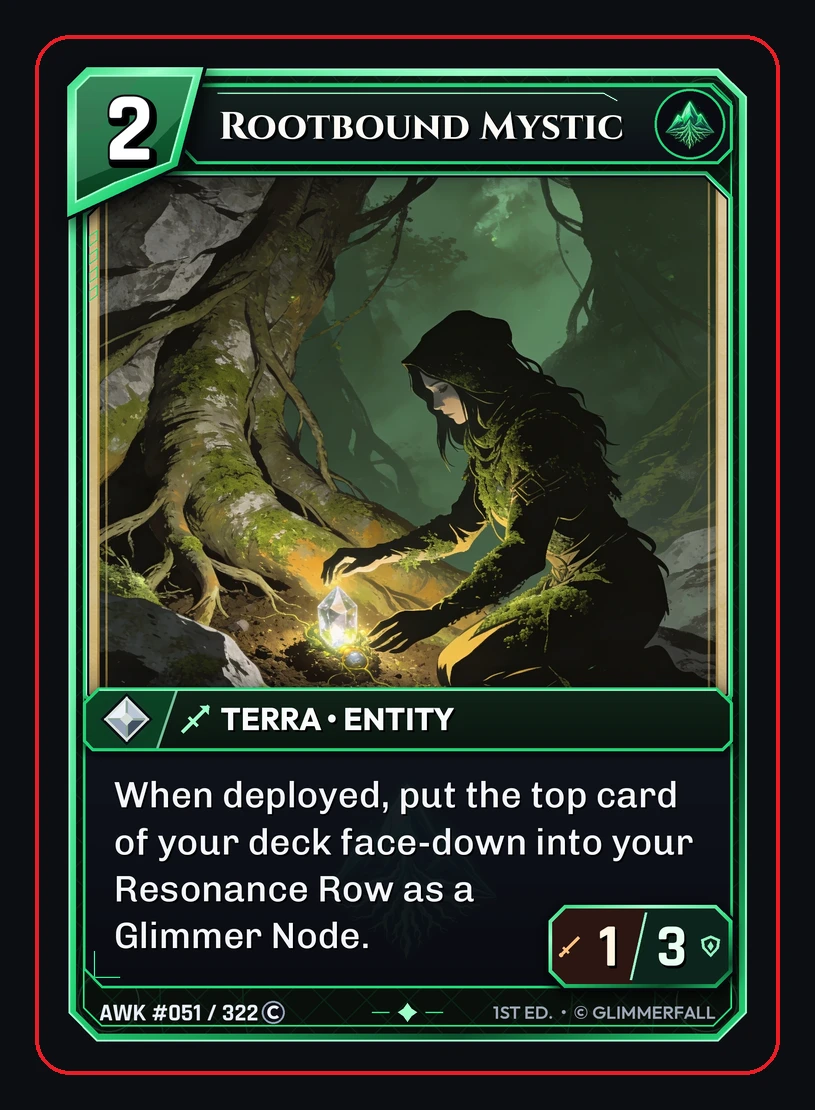 2
ROOTBOUND MYSTIC
TERRA • ENTITY
When deployed, put the top card
of your deck face-down into your
Resonance Row as a
Glimmer Node.
1/3
AWK #051 / 322 Ⓒ
1ST ED. • © GLIMMERFALL